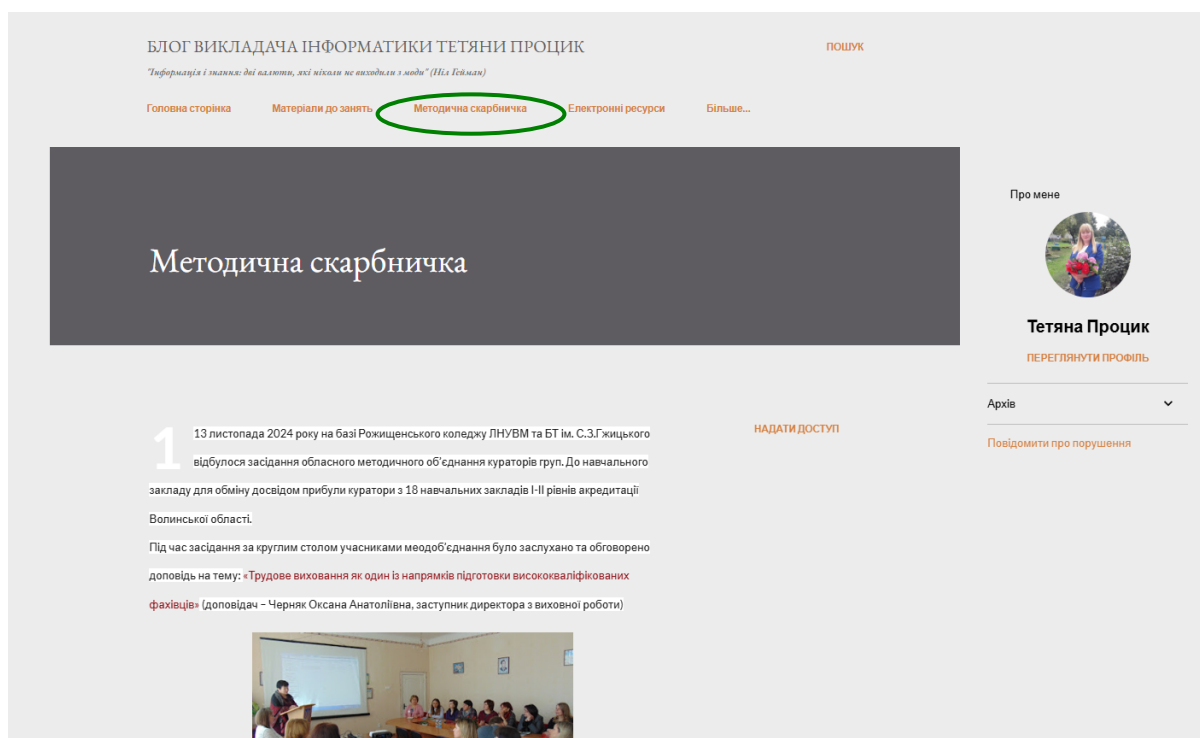 БЛОГ ВИКЛАДАЧА ІНФОРМАТИКИ ТЕТЯНИ ПРОЦИК
ПОШУК
"Інформація і знання: дві валюти, які ніколи не виходили з моди" (Ніл Гейман)
Головна сторінка Матеріали до занять Методична скарбничка Електронні ресурси Більше...
Методична скарбничка
Про мене
Тетяна Процик
ПЕРЕГЛЯНУТИ ПРОФІЛЬ
Архів
Повідомити про порушення
НАДАТИ ДОСТУП
1 13 листопада 2024 року на базі Рожищенського коледжу ЛНУВМ та БТ ім. С.З.Ґжицького
відбулося засідання обласного методичного об'єднання кураторів груп. До навчального
закладу для обміну досвідом прибули куратори з 18 навчальних закладів І-ІІ рівнів акредитації
Волинської області.
Під час засідання за круглим столом учасниками меодоб'єднання було заслухано та обговорено
доповідь на тему: «Трудове виховання як один із напрямків підготовки висококваліфікованих
фахівців» (доповідач – Черняк Оксана Анатоліївна, заступник директора з виховної роботи)